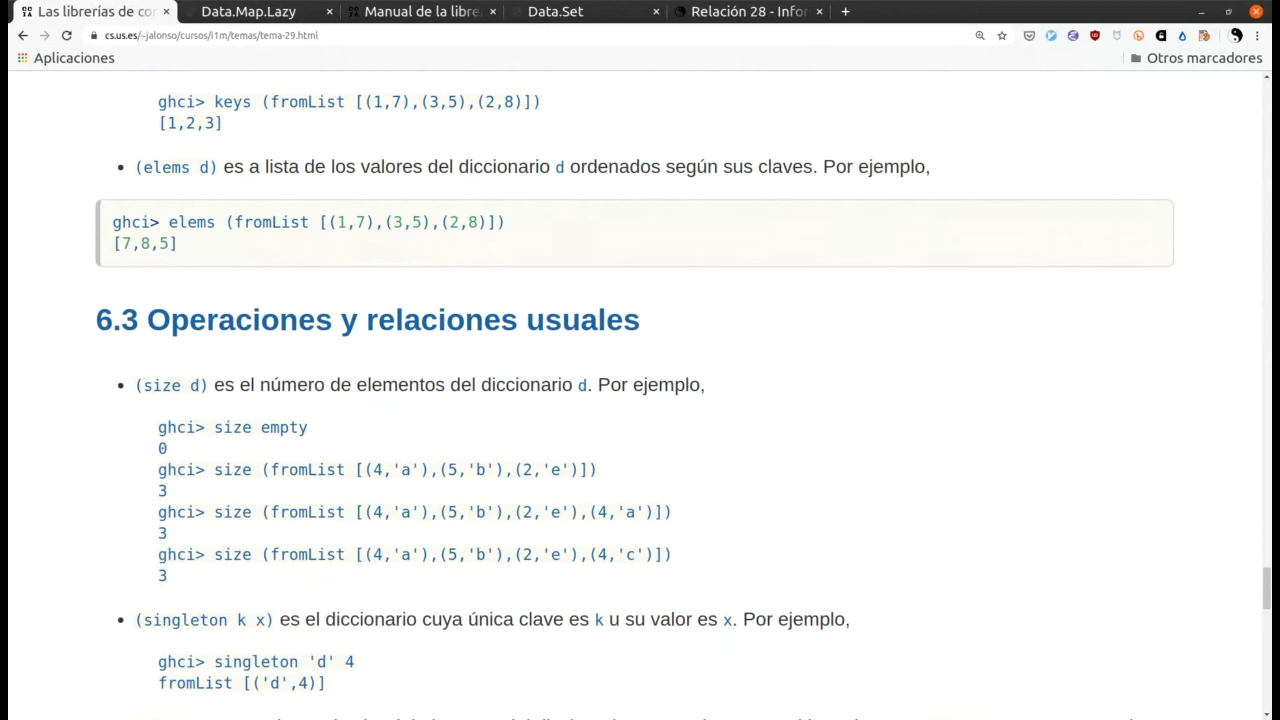 Las librerías de co
Data.Map.Lazy
Manual de la libre
Data.Set
Relación 28 - Infor
cs.us.es/~jalonso/cursos/i1m/temas/tema-29.html
Aplicaciones
Otros marcadores
ghci> keys (fromList [(1,7),(3,5),(2,8)])
[1,2,3]
• (elems d) es a lista de los valores del diccionario d ordenados según sus claves. Por ejemplo,
ghci> elems (fromList [(1,7),(3,5),(2,8)])
[7,8,5]
6.3 Operaciones y relaciones usuales
• (size d) es el número de elementos del diccionario d. Por ejemplo,
ghci> size empty
0
ghci> size (fromList [(4,'a'),(5,'b'),(2,'e')])
3
ghci> size (fromList [(4,'a'),(5,'b'),(2,'e'),(4,'a')])
3
ghci> size (fromList [(4,'a'),(5,'b'),(2,'e'),(4,'c')])
3
• (singleton k x) es el diccionario cuya única clave es k u su valor es x. Por ejemplo,
ghci> singleton 'd' 4
fromList [('d',4)]